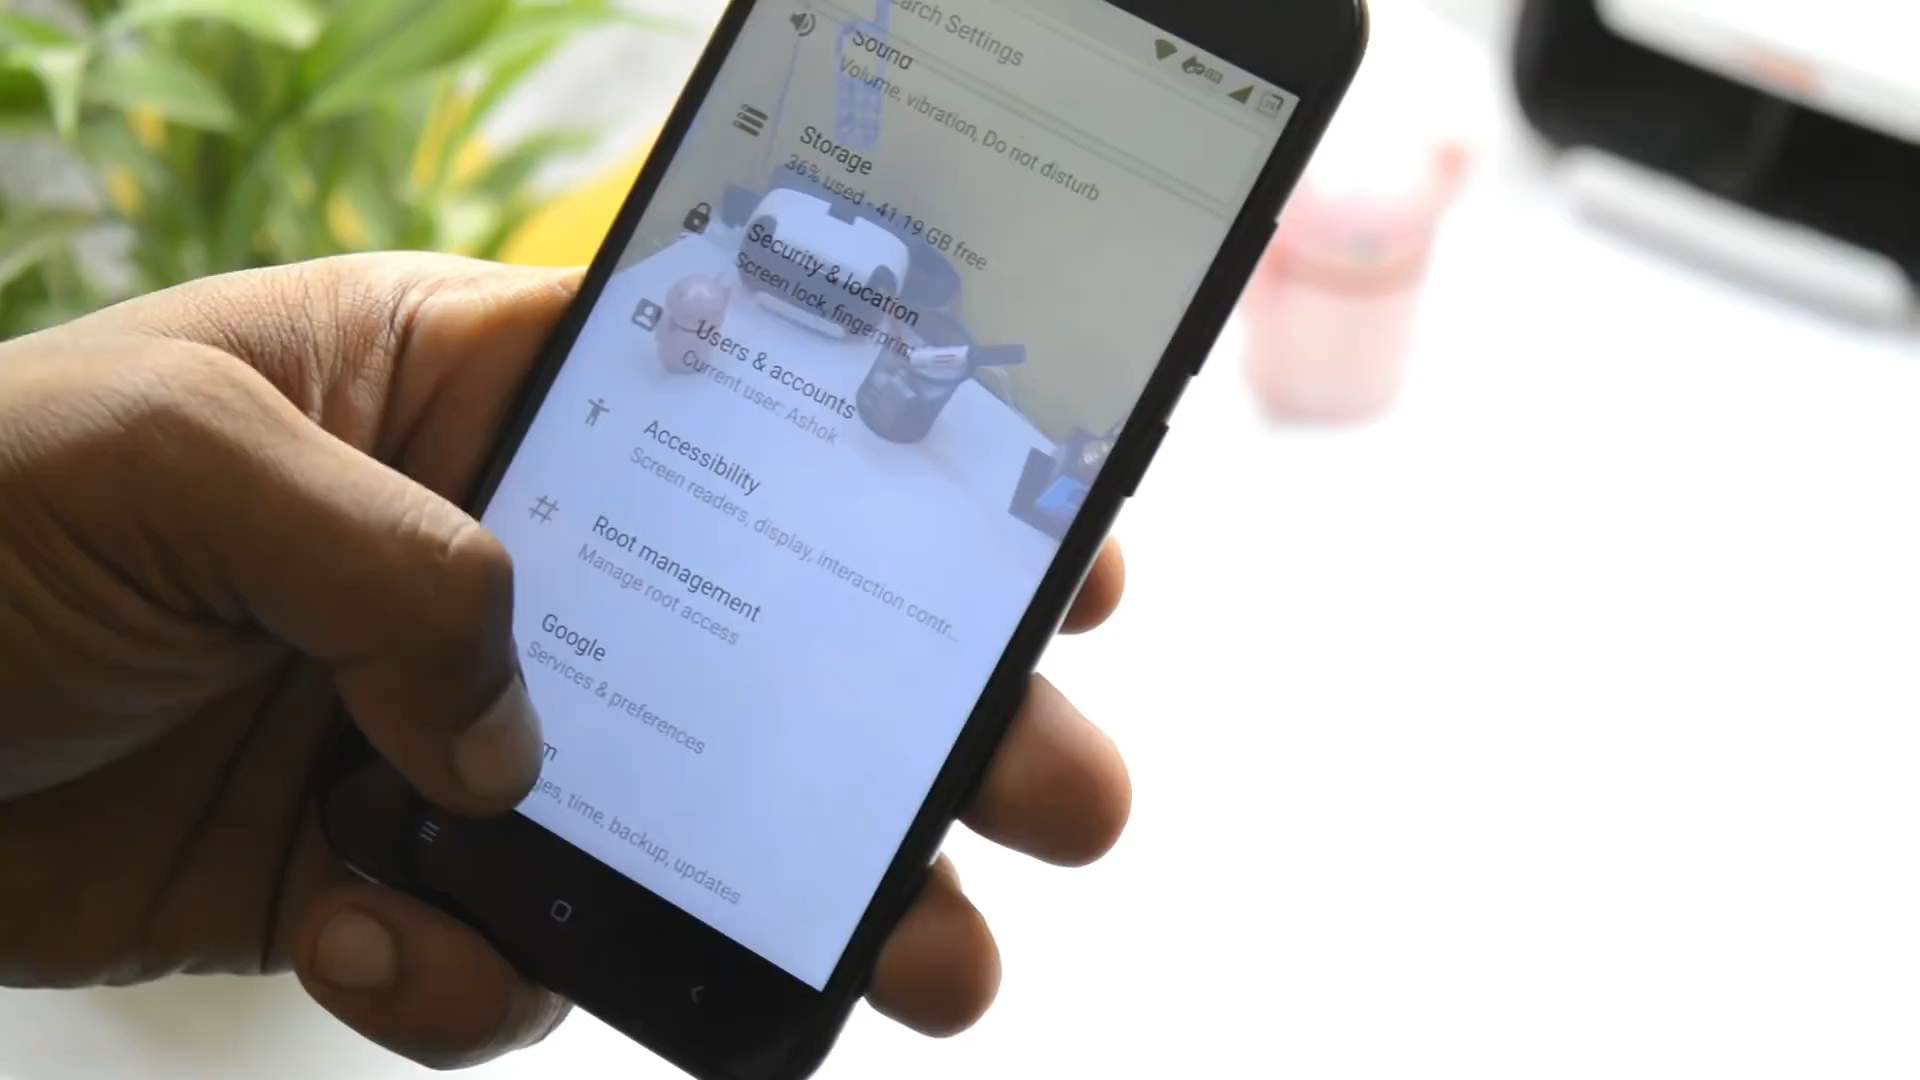 arch Settings
Sound
Volume, vibration, Do not disturb
Storage
36% used - 41.19 GB free
Security & location
Screen lock, fingerprint
Users & accounts
Current user: Ashok
Accessibility
Screen readers, display, interaction contr...
Root management
Manage root access
Google
Services & preferences
m
ges, time, backup, updates